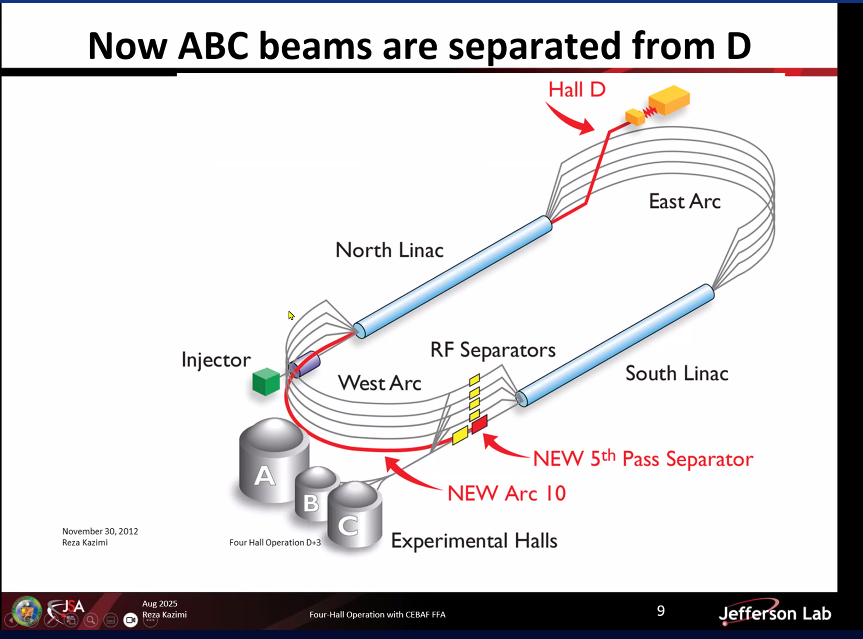 Now ABC beams are separated from D
Hall D
East Arc
North Linac
Injector
RF Separators
West Arc
South Linac
NEW 5th Pass Separator
NEW Arc 10
A
B
C
Experimental Halls
November 30, 2012
Reza Kazimi
Four Hall Operation D+3
JSA
Aug 2025
Reza Kazimi
Four-Hall Operation with CEBAF FFA
9
Jefferson Lab